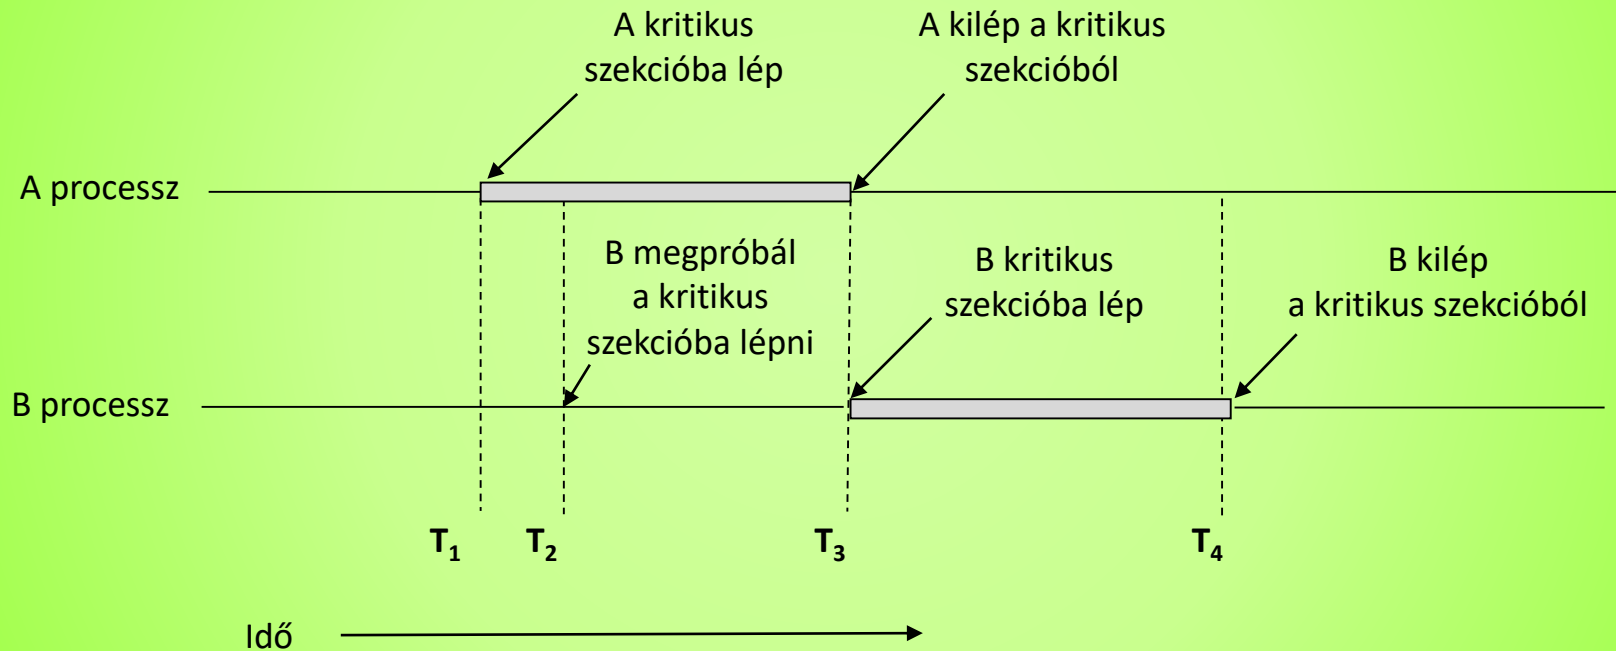 A kritikus
szekcióba lép
A kilép a kritikus
szekcióból
A processz
B megpróbál
a kritikus
szekcióba lépni
B kritikus
szekcióba lép
B kilép
a kritikus szekcióból
B processz
T₁
T₂
T₃
T₄
Idő